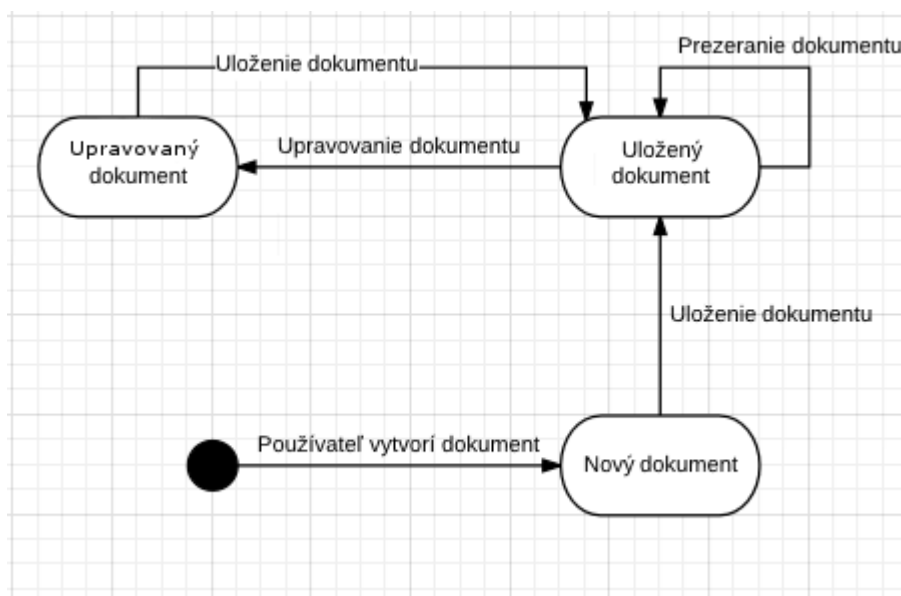 Prezeranie dokumentu
Uloženie dokumentu
Upravovaný
dokument
Upravovanie dokumentu
Uložený
dokument
Uloženie dokumentu
Používateľ vytvorí dokument
Nový dokument